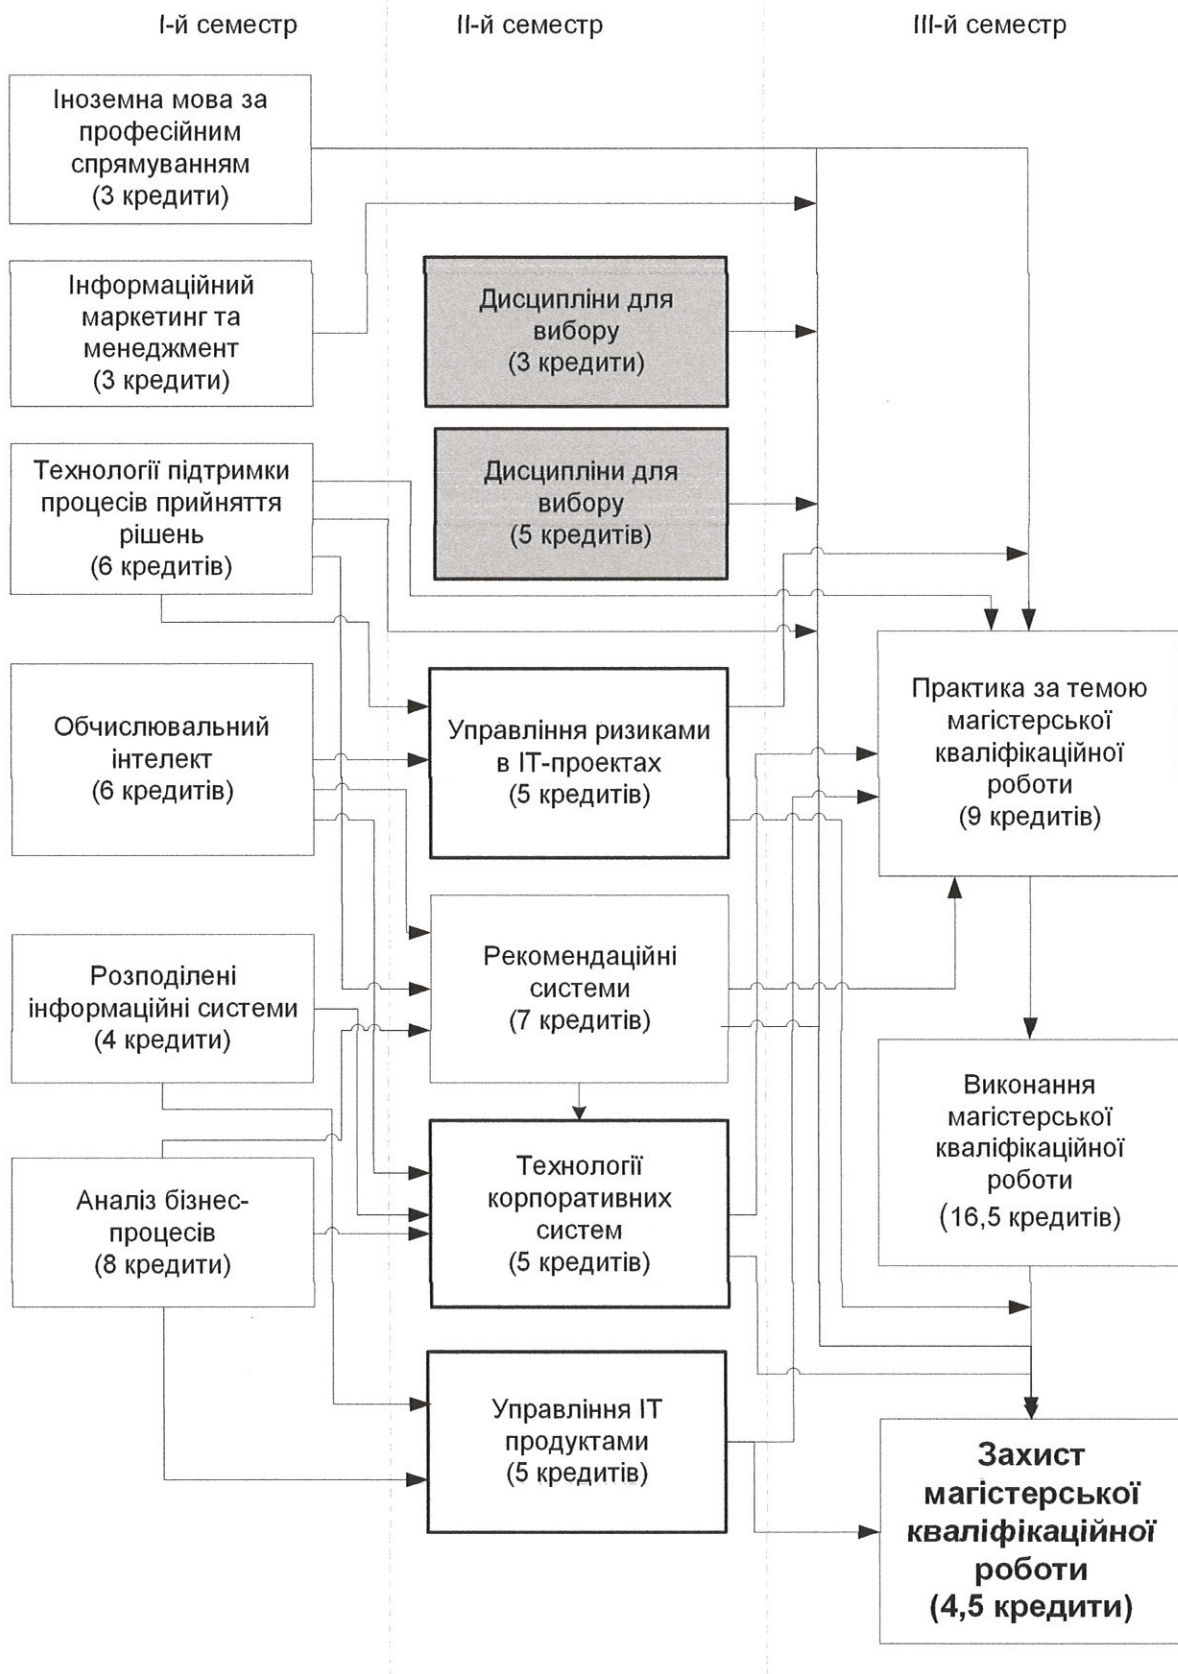 І-й семестр
ІІ-й семестр
ІІІ-й семестр
Іноземна мова за
професійним
спрямуванням
(3 кредити)
Інформаційний
маркетинг та
менеджмент
(3 кредити)
Технології підтримки
процесів прийняття
рішень
(6 кредитів)
Обчислювальний
інтелект
(6 кредитів)
Розподілені
інформаційні системи
(4 кредити)
Аналіз бізнес-
процесів
(8 кредити)
Дисципліни для
вибору
(3 кредити)
Дисципліни для
вибору
(5 кредитів)
Управління ризиками
в ІТ-проектах
(5 кредитів)
Рекомендаційні
системи
(7 кредитів)
Технології
корпоративних
систем
(5 кредитів)
Управління ІТ
продуктами
(5 кредитів)
Практика за темою
магістерської
кваліфікаційної
роботи
(9 кредитів)
Виконання
магістерської
кваліфікаційної
роботи
(16,5 кредитів)
Захист
магістерської
кваліфікаційної
роботи
(4,5 кредити)